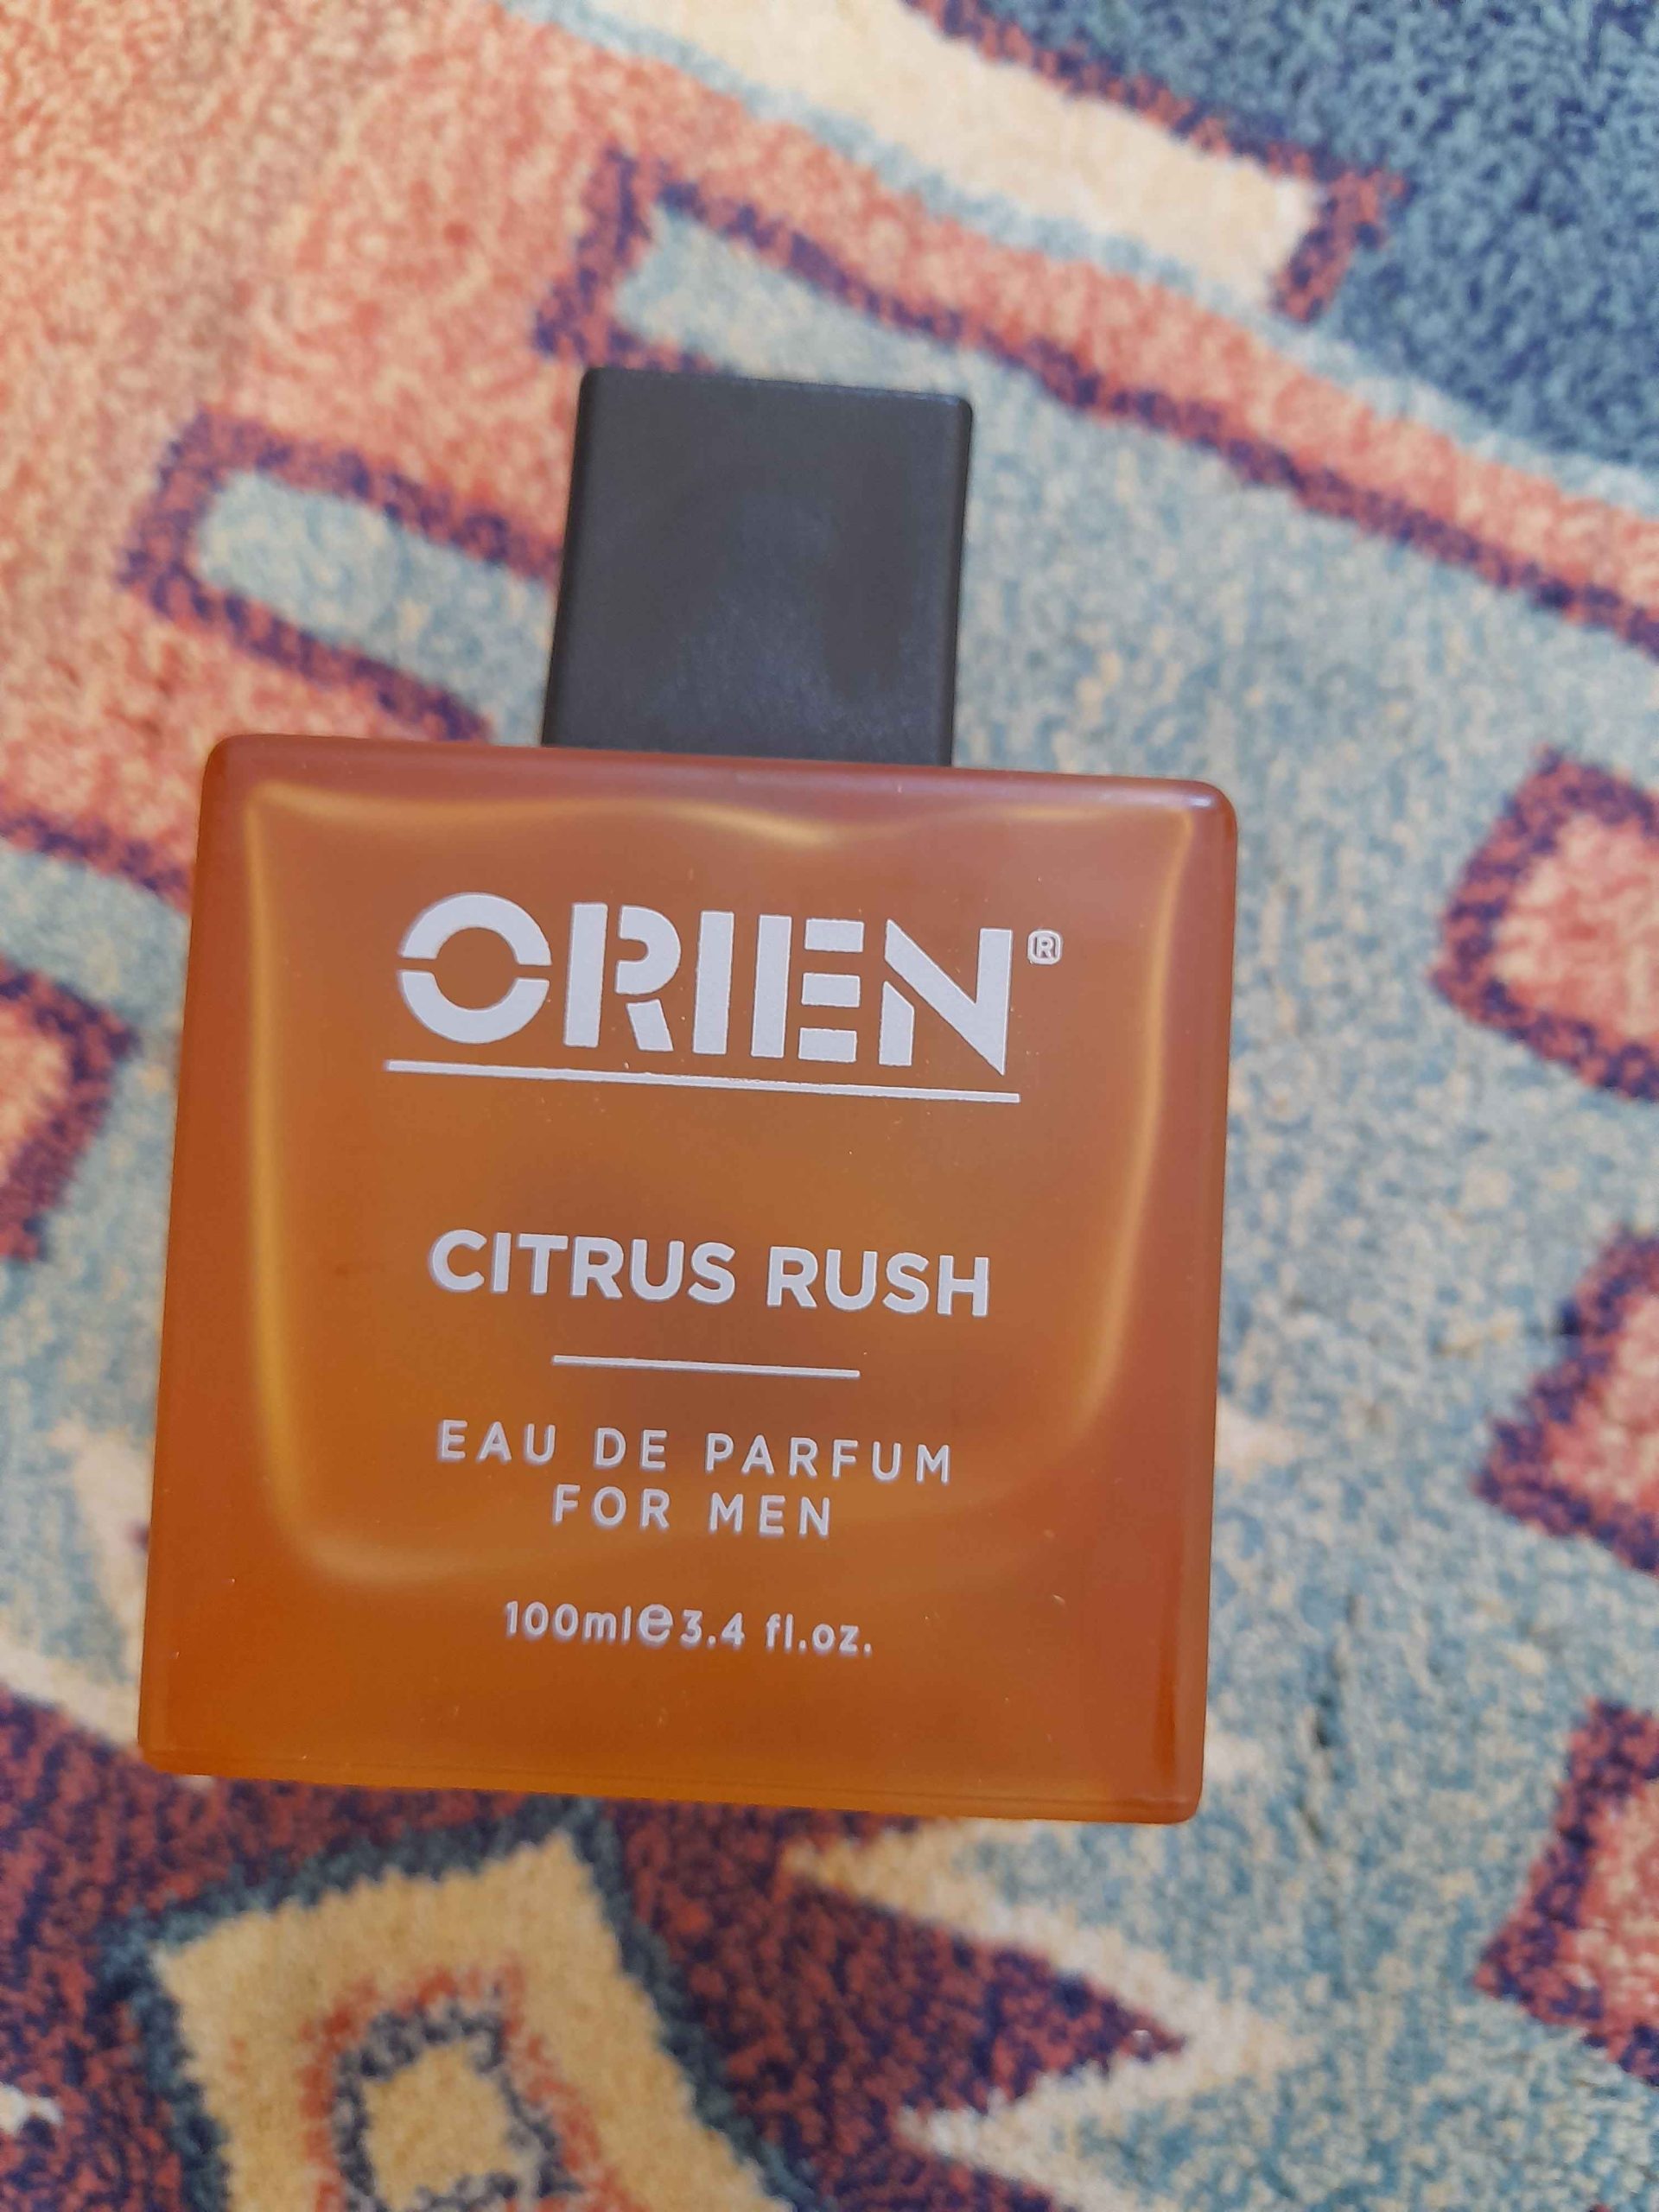 ORIEN®
CITRUS RUSH
EAU DE PARFUM
FOR MEN
100ml℮3.4 fl.oz.